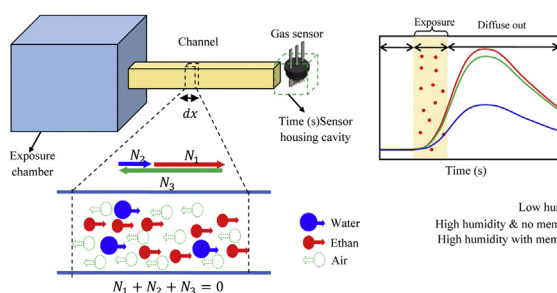 Gas sensor
Channel
dx
Time (s)Sensor
housing cavity
Exposure
chamber
N₂ N₁
N₃
Water
Ethan
Air
N₁ + N₂ + N₃ = 0
Exposure
Diffuse out
Time (s)
Low hum
High humidity & no mem
High humidity with mem